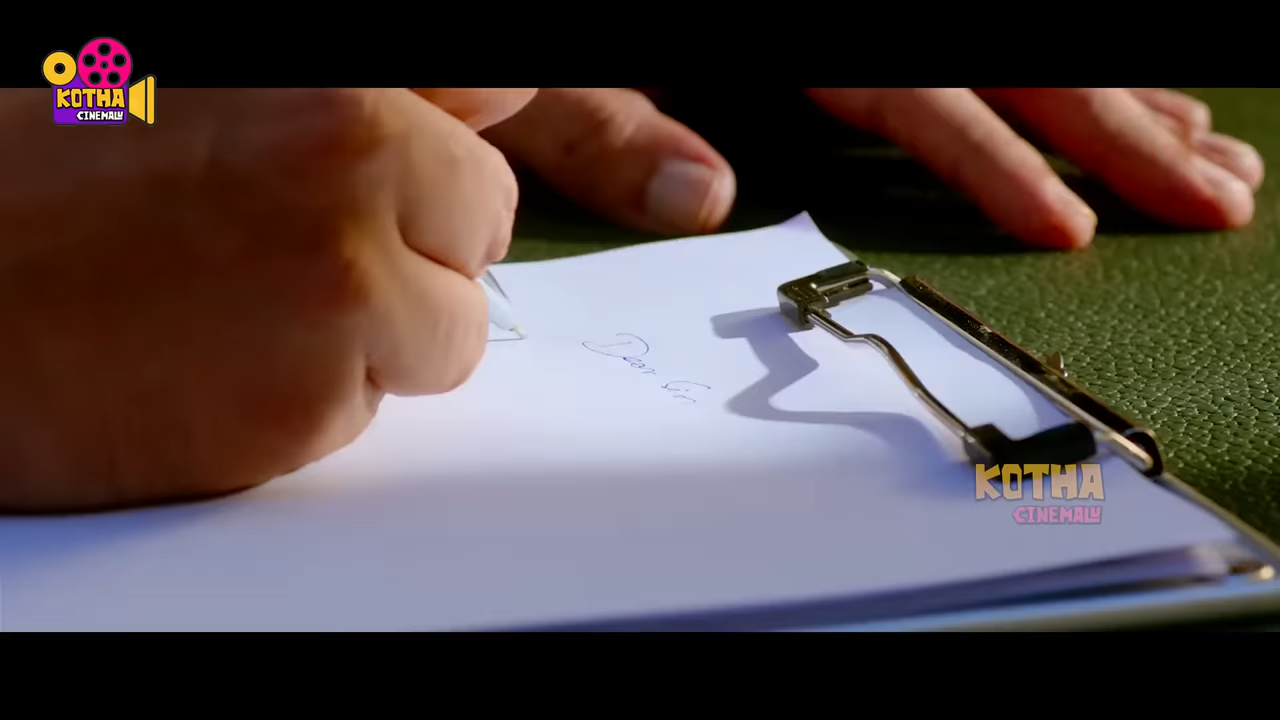 KOTHA
CINEMALU
Dear Sir
KOTHA
CINEMALU